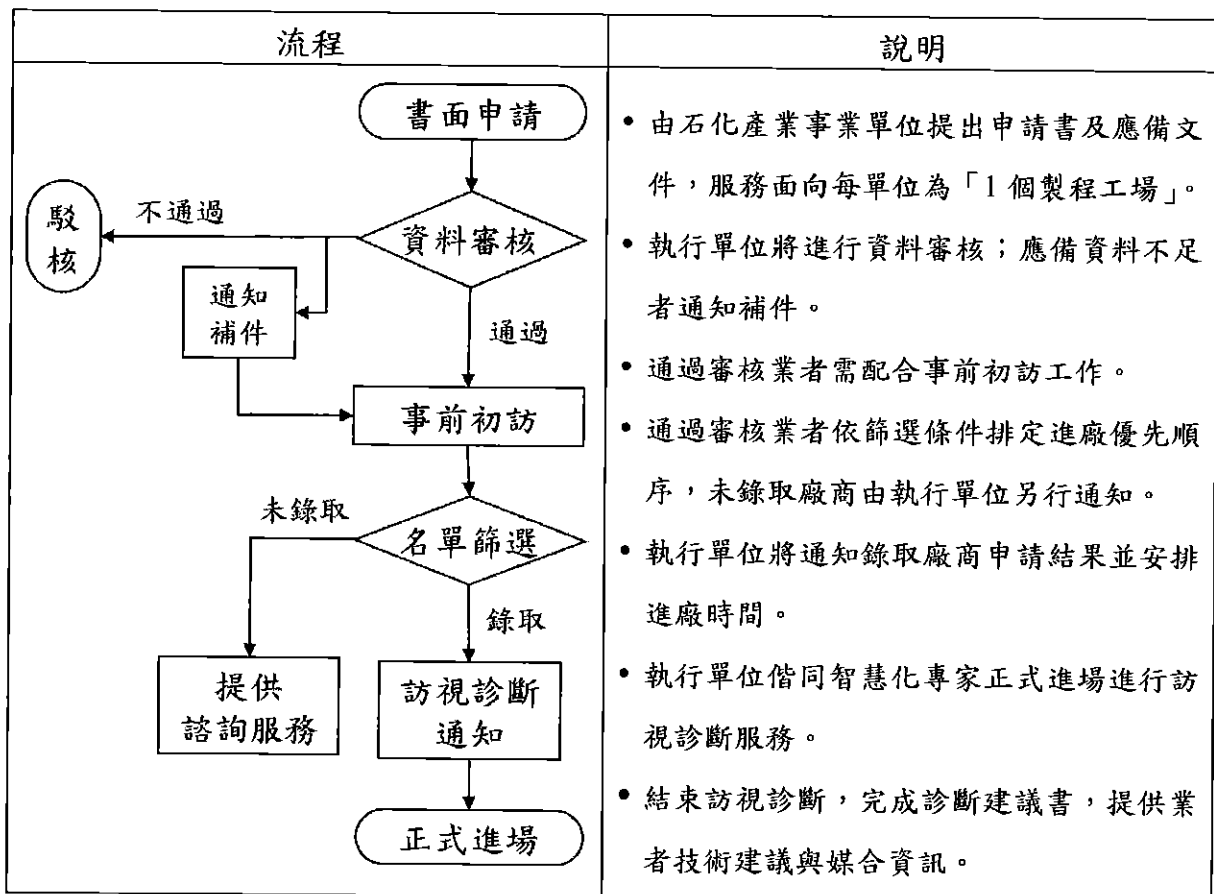 流程
說明
書面申請
不通過
駁
核
資料審核
通知
補件
通過
事前初訪
未錄取
名單篩選
錄取
提供
諮詢服務
訪視診斷
通知
正式進場
• 由石化產業事業單位提出申請書及應備文
件，服務面向每單位為「1 個製程工場」。
• 執行單位將進行資料審核；應備資料不足
者通知補件。
• 通過審核業者需配合事前初訪工作。
• 通過審核業者依篩選條件排定進廠優先順
序，未錄取廠商由執行單位另行通知。
• 執行單位將通知錄取廠商申請結果並安排
進廠時間。
• 執行單位偕同智慧化專家正式進場進行訪
視診斷服務。
• 結束訪視診斷，完成診斷建議書，提供業
者技術建議與媒合資訊。